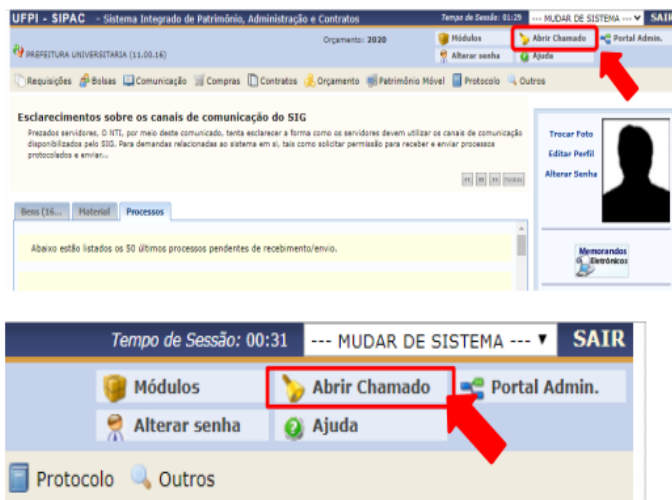 UFPI - SIPAC - Sistema Integrado de Patrimônio, Administração e Contratos
Tempo de Sessão: 01:29 --- MUDAR DE SISTEMA --- SAIR
Orçamento: 2020
Módulos Abrir Chamado Portal Admin.
PREFEITURA UNIVERSITARIA (11.00.16)
Alterar senha Ajuda
Requisições Bolsas Comunicação Compras Contratos Orçamento Patrimônio Móvel Protocolo Outros
Esclarecimentos sobre os canais de comunicação do SIG
Prezados servidores, O NTI, por meio deste comunicado, tenta esclarecer a forma como os servidores devem utilizar os canais de comunicação
disponibilizados pelo SIG. Para demandas relacionadas ao sistema em si, tais como solicitar permissão para receber e enviar processos
protocolados e enviar...
Trocar Foto
Editar Perfil
Alterar Senha
Bens (16... Material Processos
Abaixo estão listados os 50 últimos processos pendentes de recebimento/envio.
Memorandos
Eletrônicos
Tempo de Sessão: 00:31 --- MUDAR DE SISTEMA --- SAIR
Módulos Abrir Chamado Portal Admin.
Alterar senha Ajuda
Protocolo Outros